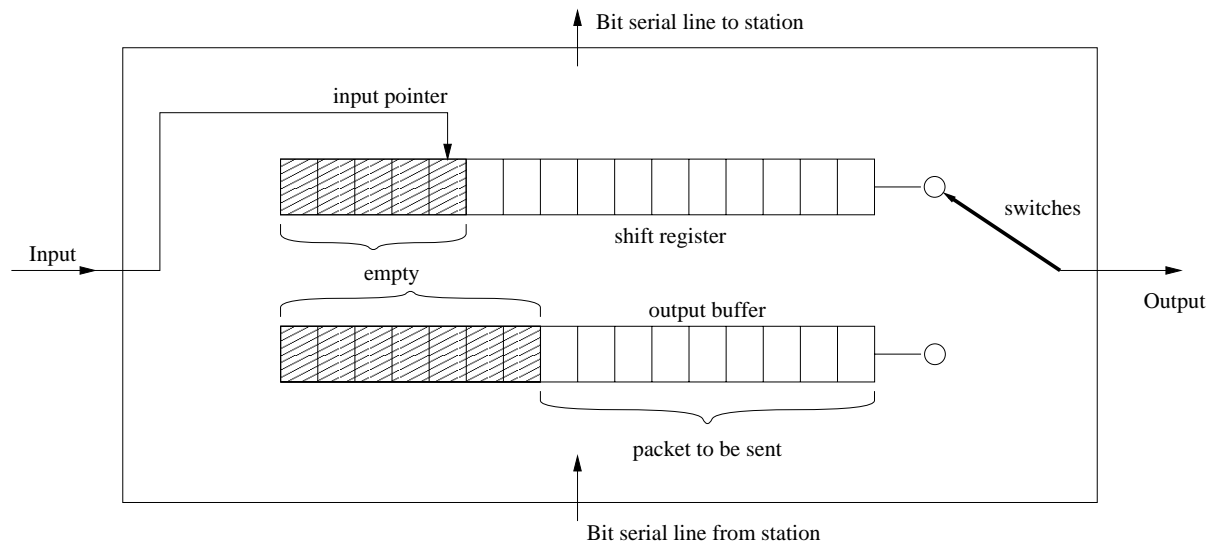 Bit serial line to station
input pointer
switches
shift register
Input
empty
Output
output buffer
packet to be sent
Bit serial line from station